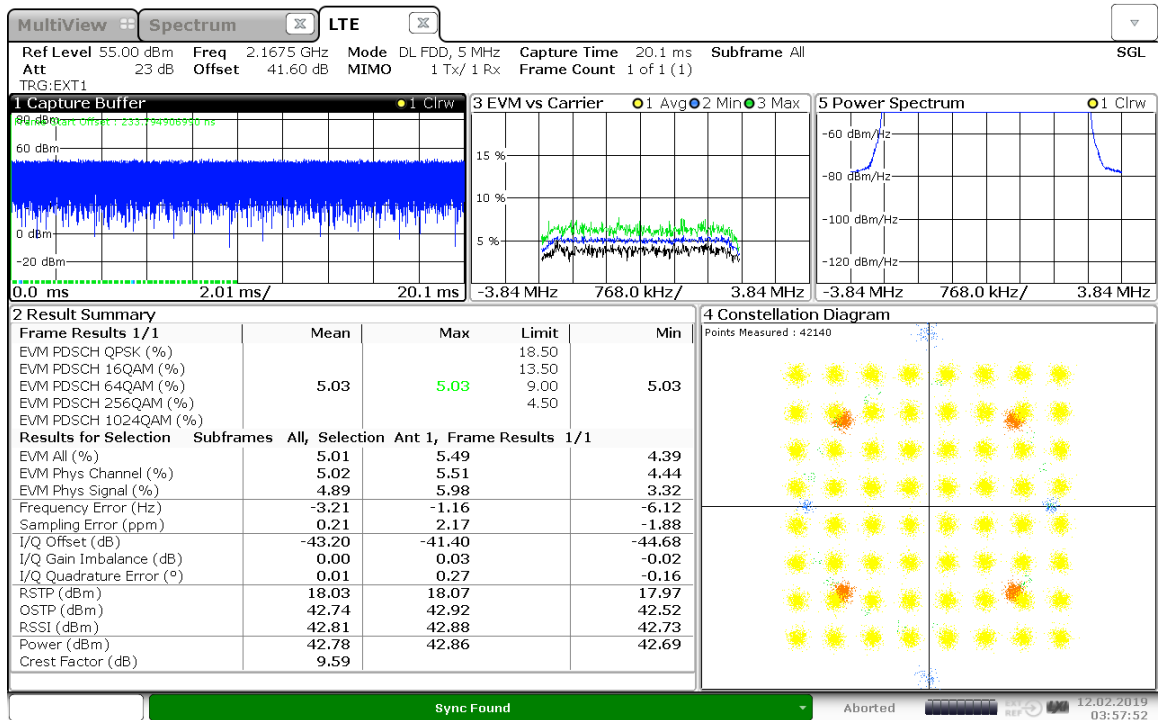 MultiView Spectrum LTE
Ref Level 55.00 dBm Freq 2.1675 GHz Mode DL FDD, 5 MHz Capture Time 20.1 ms Subframe All SGL
Att 23 dB Offset 41.60 dB MIMO 1 Tx/ 1 Rx Frame Count 1 of 1 (1)
TRG:EXT1
1 Capture Buffer 1 Clrw
80 dBm
60 dBm
0 dBm
-20 dBm
0.0 ms 2.01 ms/ 20.1 ms
3 EVM vs Carrier 1 Avg 2 Min 3 Max
15 %
10 %
5 %
-3.84 MHz 768.0 kHz/ 3.84 MHz
5 Power Spectrum 1 Clrw
-60 dBm/Hz
-80 dBm/Hz
-100 dBm/Hz
-120 dBm/Hz
-3.84 MHz 768.0 kHz/ 3.84 MHz
2 Result Summary
Frame Results 1/1 Mean Max Limit Min
EVM PDSCH QPSK (%) 18.50
EVM PDSCH 16QAM (%) 13.50
EVM PDSCH 64QAM (%) 5.03 5.03 9.00 5.03
EVM PDSCH 256QAM (%) 4.50
EVM PDSCH 1024QAM (%)
Results for Selection Subframes All, Selection Ant 1, Frame Results 1/1
EVM All (%) 5.01 5.49 4.39
EVM Phys Channel (%) 5.02 5.51 4.44
EVM Phys Signal (%) 4.89 5.98 3.32
Frequency Error (Hz) -3.21 -1.16 -6.12
Sampling Error (ppm) 0.21 2.17 -1.88
I/Q Offset (dB) -43.20 -41.40 -44.68
I/Q Gain Imbalance (dB) 0.00 0.03 -0.02
I/Q Quadrature Error (°) 0.01 0.27 -0.16
RSTP (dBm) 18.03 18.07 17.97
OSTP (dBm) 42.74 42.92 42.52
RSSI (dBm) 42.81 42.88 42.73
Power (dBm) 42.78 42.86 42.69
Crest Factor (dB) 9.59
4 Constellation Diagram
Points Measured : 42140
Sync Found
Aborted
12.02.2019
03:57:52